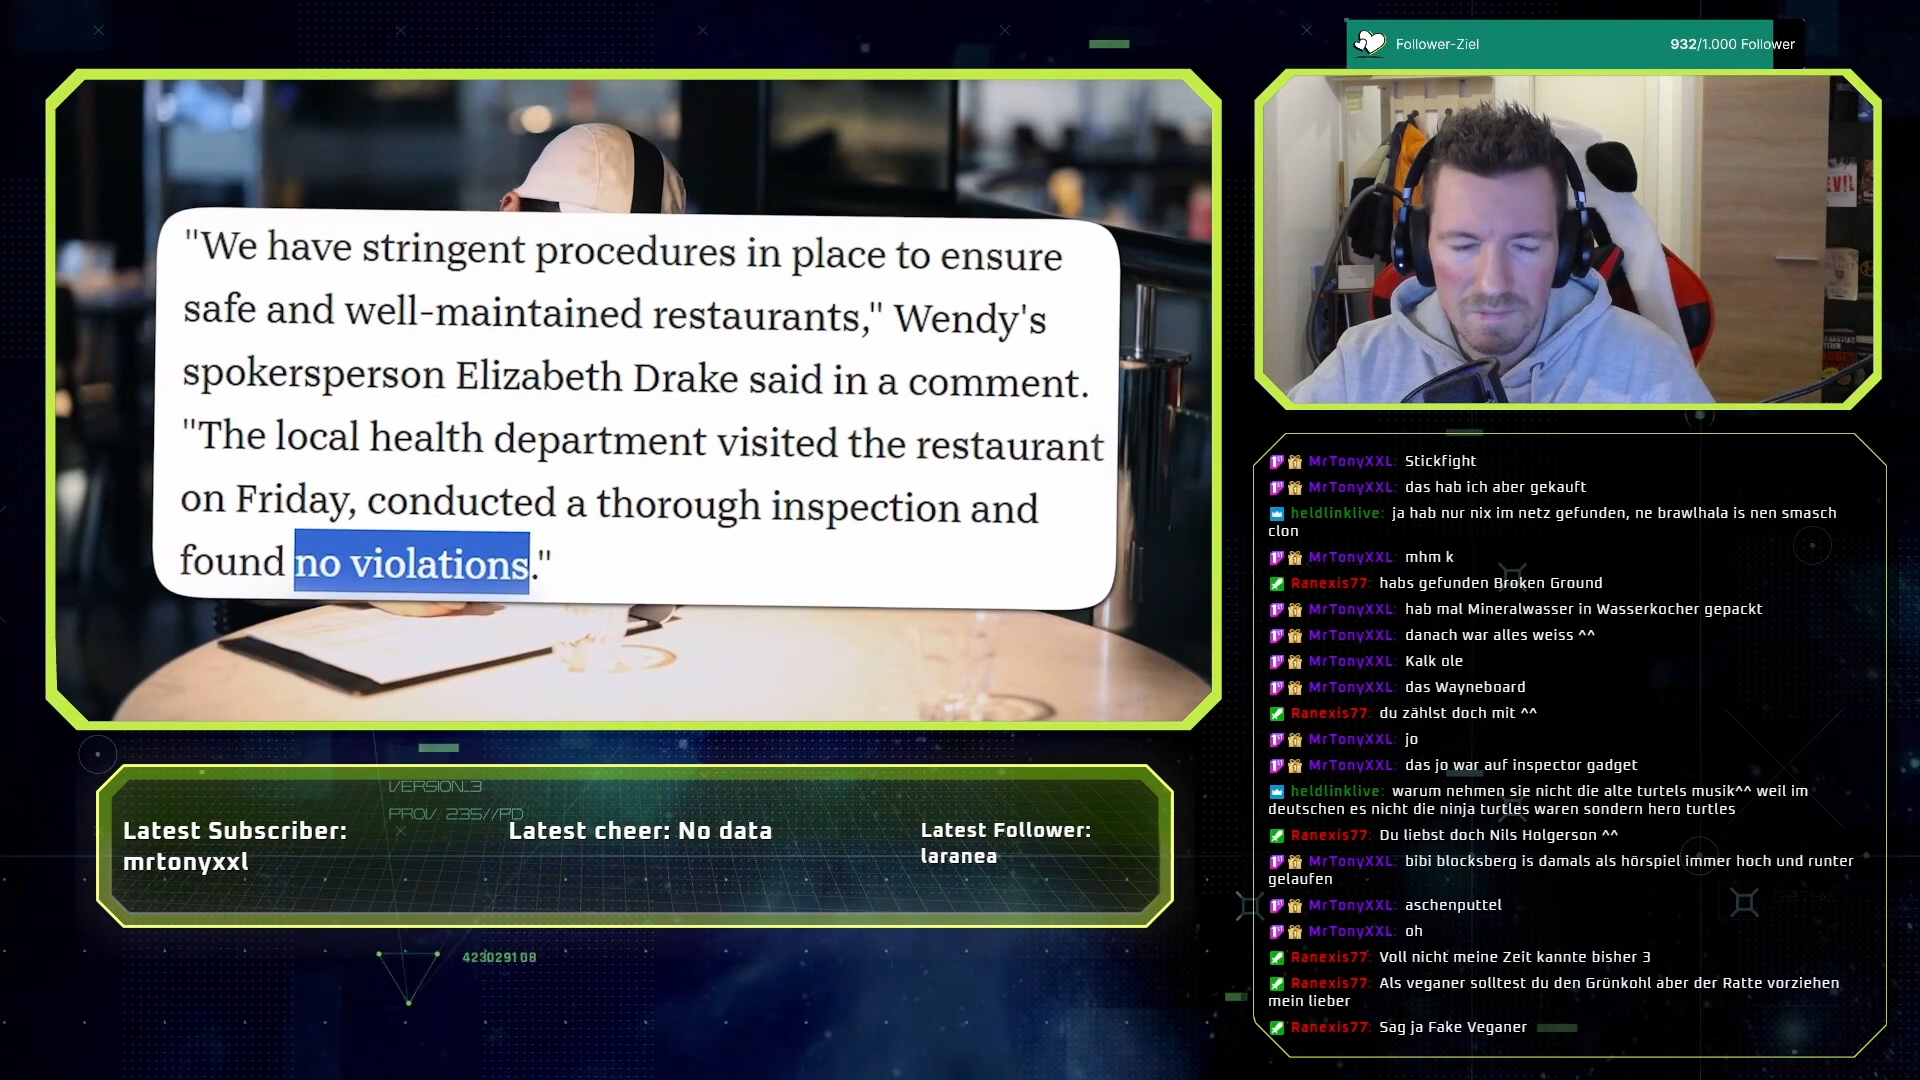 Follower-Ziel
932/1.000 Follower
"We have stringent procedures in place to ensure
safe and well-maintained restaurants," Wendy's
spokersperson Elizabeth Drake said in a comment.
"The local health department visited the restaurant
on Friday, conducted a thorough inspection and
found no violations."
EVIL
MrTonyXXL: Stickfight
MrTonyXXL: das hab ich aber gekauft
heldlinklive: ja hab nur nix im netz gefunden, ne brawlhala is nen smasch
clon
MrTonyXXL: mhm k
Ranexis77: habs gefunden Broken Ground
MrTonyXXL: hab mal Mineralwasser in Wasserkocher gepackt
MrTonyXXL: danach war alles weiss ^^
MrTonyXXL: Kalk ole
MrTonyXXL: das Wayneboard
Ranexis77: du zählst doch mit ^^
MrTonyXXL: jo
MrTonyXXL: das jo war auf inspector gadget
heldlinklive: warum nehmen sie nicht die alte turtels musik^^ weil im
deutschen es nicht die ninja turtles waren sondern hero turtles
Ranexis77: Du liebst doch Nils Holgerson ^^
MrTonyXXL: bibi blocksberg is damals als hörspiel immer hoch und runter
gelaufen
MrTonyXXL: aschenputtel
MrTonyXXL: oh
Ranexis77: Voll nicht meine Zeit kannte bisher 3
Ranexis77: Als veganer solltest du den Grünkohl aber der Ratte vorziehen
mein lieber
Ranexis77: Sag ja Fake Veganer
VERSION_3
PROV. 235//PD
Latest Subscriber:
mrtonyxxl
Latest cheer: No data
Latest Follower:
laranea
423029108